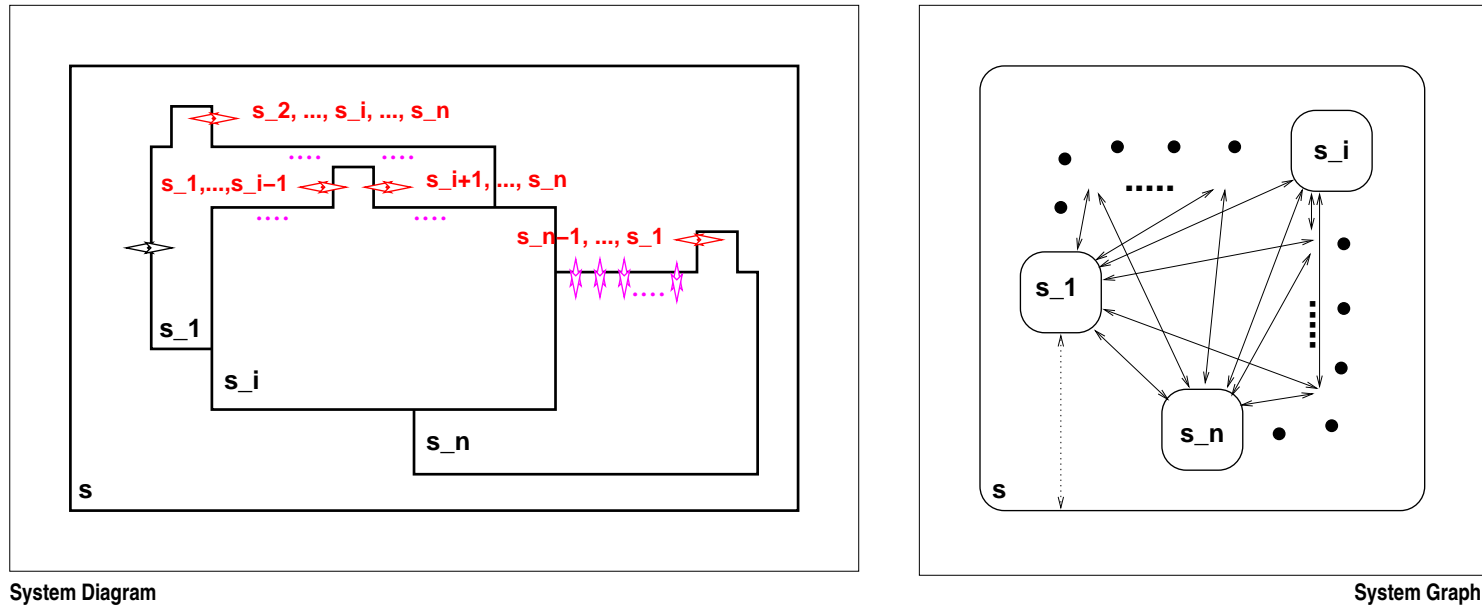 s_2, ..., s_i, ..., s_n
s_1,...,s_i−1
s_i+1, ..., s_n
s_n−1, ..., s_1
s_1
s_i
s_n
s
System Diagram
s_i
s_1
s_n
s
System Graph